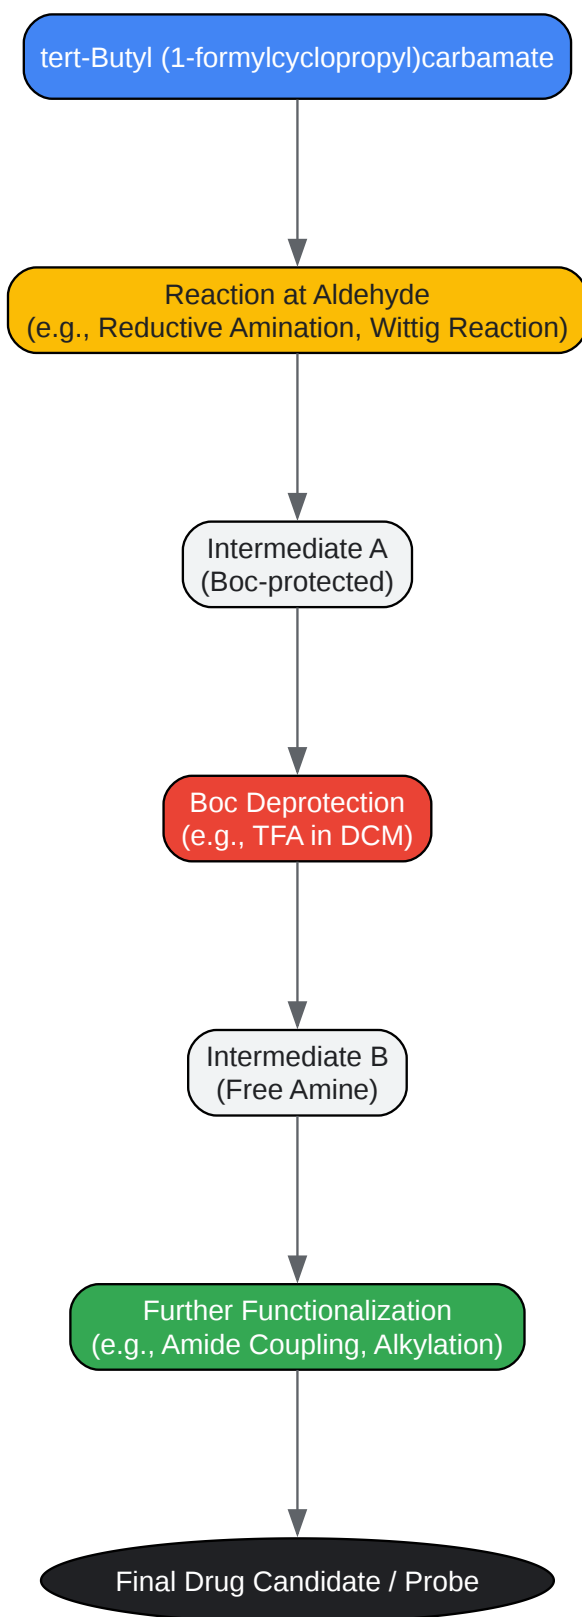 tert-Butyl (1-formylcyclopropyl)carbamate
Reaction at Aldehyde
(e.g., Reductive Amination, Wittig Reaction)
Intermediate A
(Boc-protected)
Boc Deprotection
(e.g., TFA in DCM)
Intermediate B
(Free Amine)
Further Functionalization
(e.g., Amide Coupling, Alkylation)
Final Drug Candidate / Probe